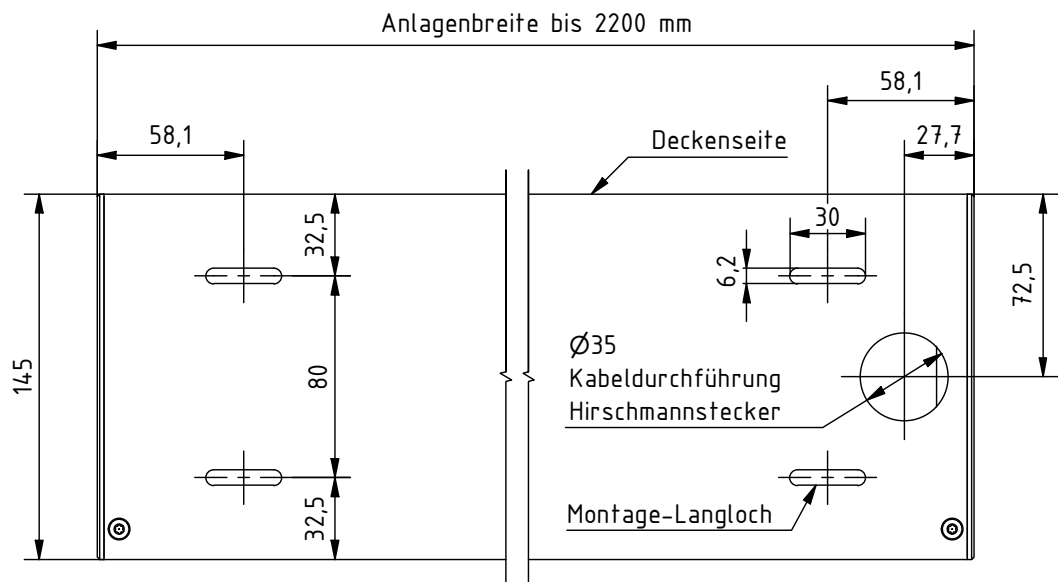 Anlagenbreite bis 2200 mm
58,1
58,1
Deckenseite
27,7
32,5
30
6,2
72,5
145
80
Ø35
Kabeldurchführung
Hirschmannstecker
32,5
Montage-Langloch